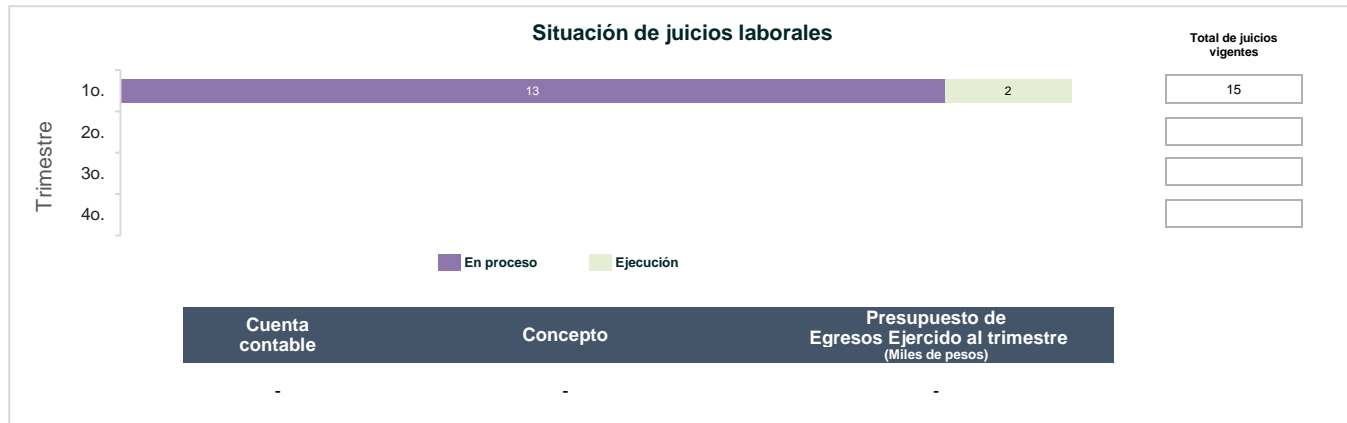 Situación de juicios laborales
Total de juicios
vigentes
Trimestre
1o.
13
2
15
2o.
3o.
4o.
En proceso
Ejecución
Cuenta
contable
Concepto
Presupuesto de
Egresos Ejercido al trimestre
(Miles de pesos)
-
-
-